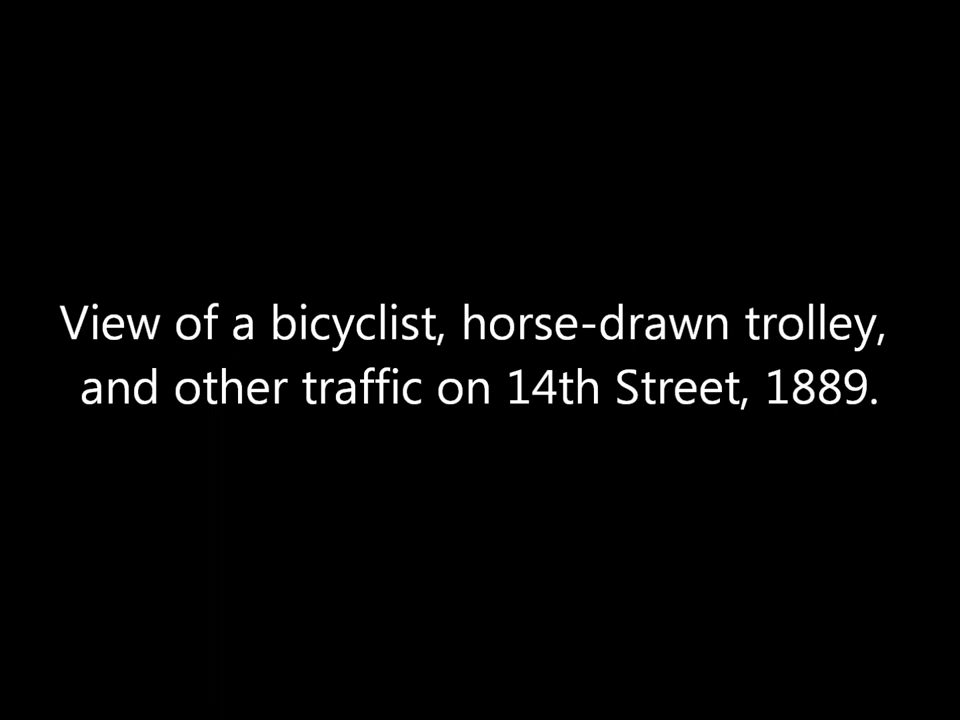 View of a bicyclist, horse-drawn trolley,
and other traffic on 14th Street, 1889.